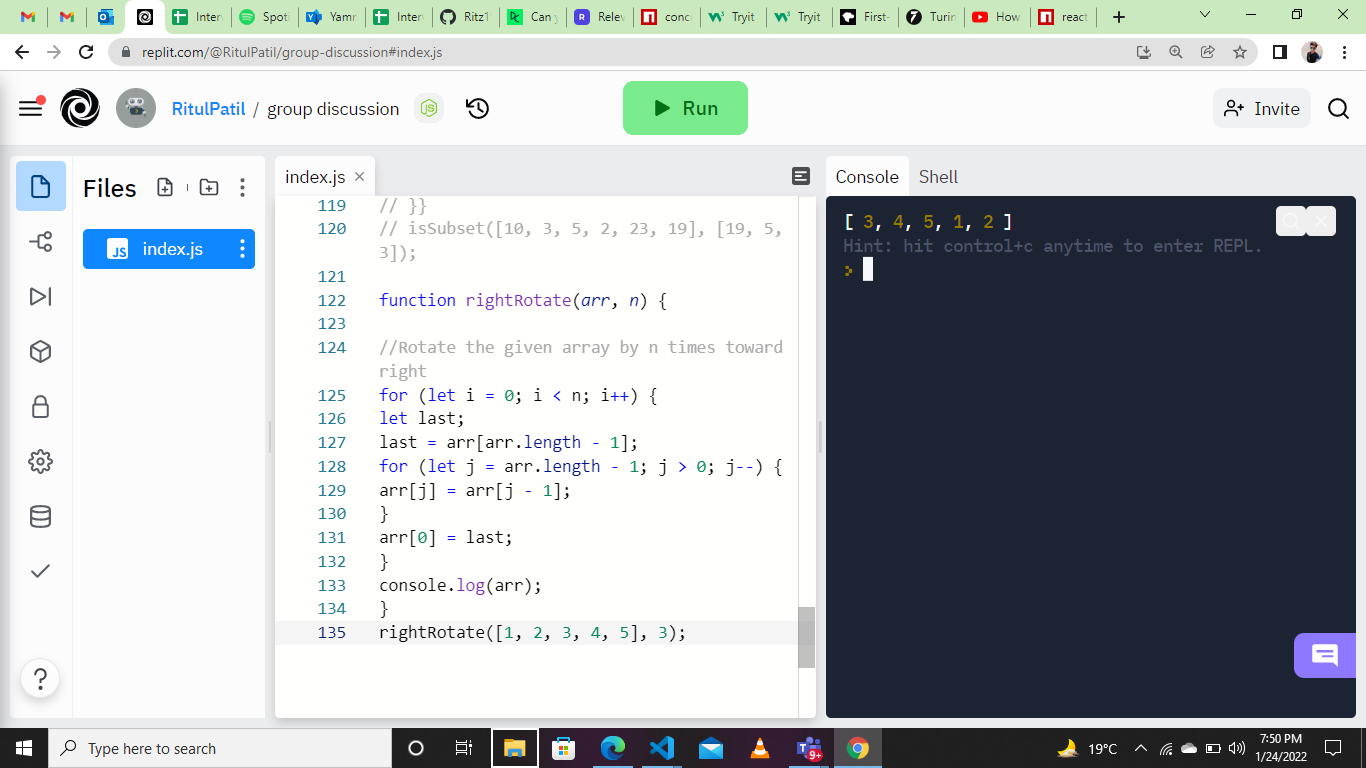 Inter
Spoti
Yamm
Inter
Ritz1
Can y
Relev
conc
Tryit
Tryit
First-
Turin
How
react
replit.com/@RitulPatil/group-discussion#index.js
RitulPatil / group discussion
Run
Invite
Files
index.js
index.js
119 // }}
120 // isSubset([10, 3, 5, 2, 23, 19], [19, 5,
3]);
121
122 function rightRotate(arr, n) {
123
124 //Rotate the given array by n times toward
right
125 for (let i = 0; i < n; i++) {
126 let last;
127 last = arr[arr.length - 1];
128 for (let j = arr.length - 1; j > 0; j--) {
129 arr[j] = arr[j - 1];
130 }
131 arr[0] = last;
132 }
133 console.log(arr);
134 }
135 rightRotate([1, 2, 3, 4, 5], 3);
Console Shell
[ 3, 4, 5, 1, 2 ]
Hint: hit control+c anytime to enter REPL.
>
?
Type here to search
9+
19°C
7:50 PM
1/24/2022